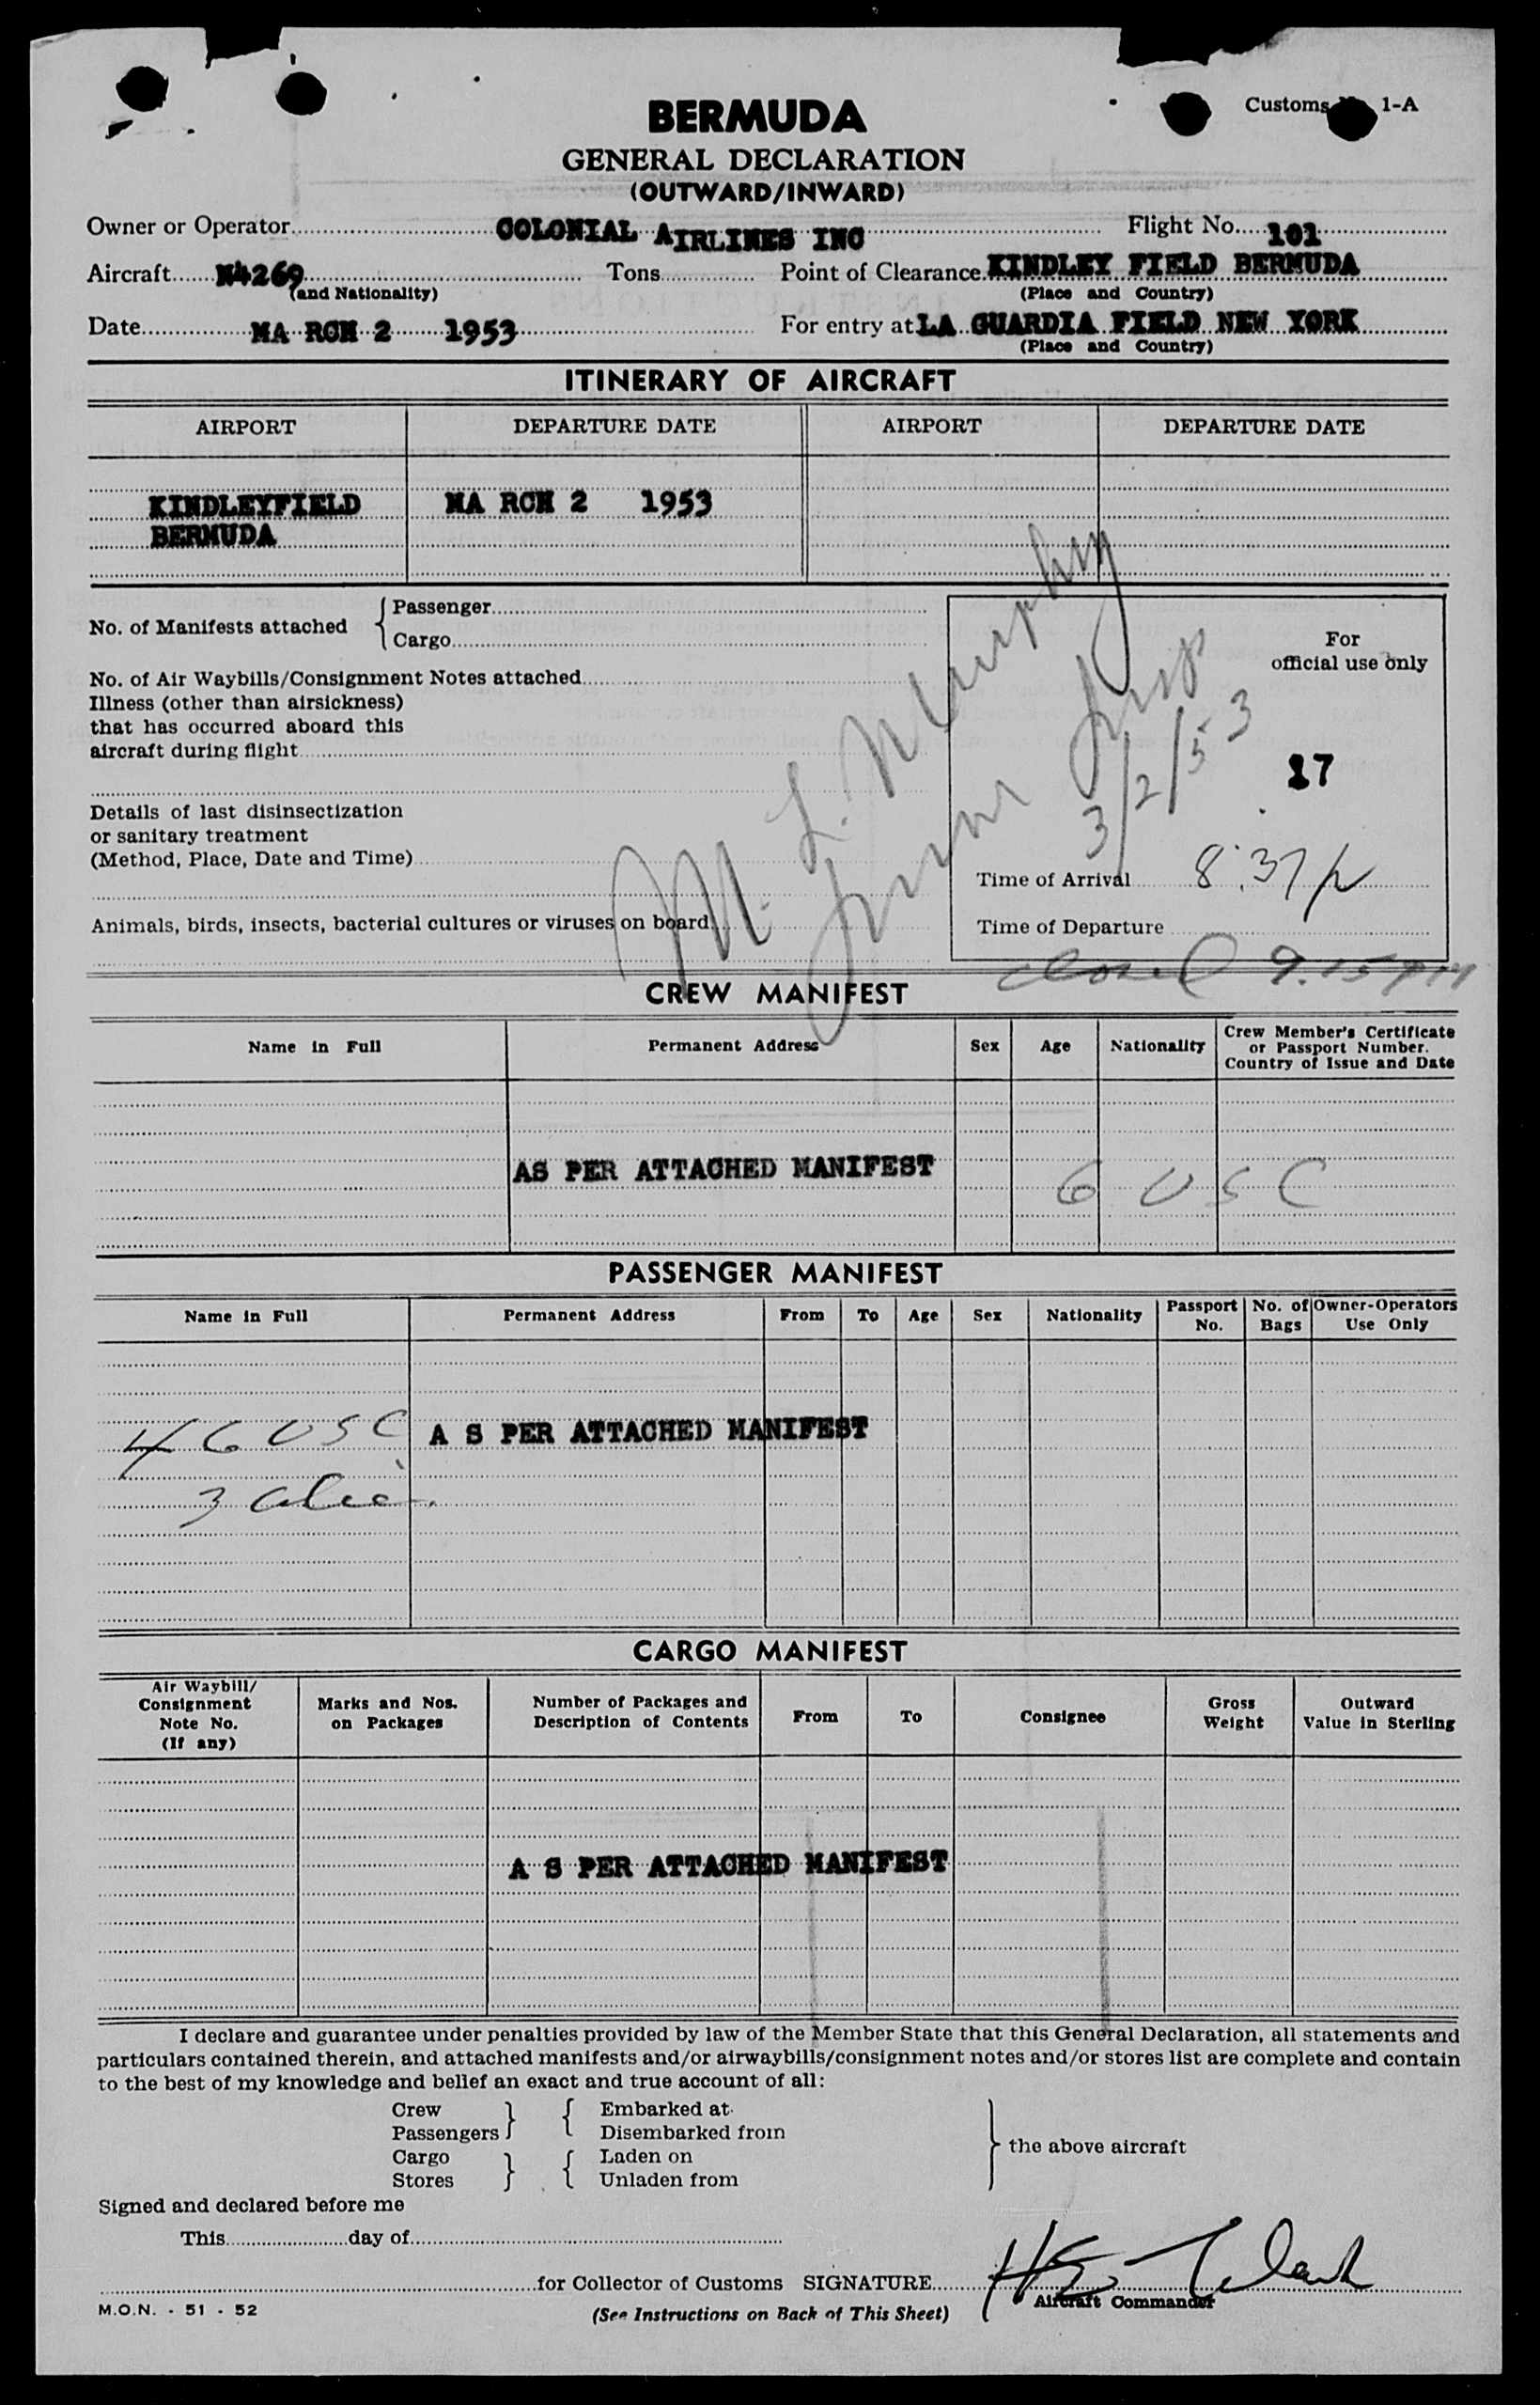 Customs 1-A
BERMUDA
GENERAL DECLARATION
(OUTWARD/INWARD)
Owner or Operator COLONIAL AIRLINES INC Flight No. 101
Aircraft N4269 Tons Point of Clearance KINDLEY FIELD BERMUDA
(and Nationality) (Place and Country)
Date MA RCH 2 1953 For entry at LA GUARDIA FIELD NEW YORK
(Place and Country)
ITINERARY OF AIRCRAFT
AIRPORT DEPARTURE DATE AIRPORT DEPARTURE DATE
KINDLEYFIELD MA RCH 2 1953
BERMUDA
No. of Manifests attached { Passenger
Cargo
No. of Air Waybills/Consignment Notes attached
Illness (other than airsickness)
that has occurred aboard this
aircraft during flight
Details of last disinsectization
or sanitary treatment
(Method, Place, Date and Time)
Animals, birds, insects, bacterial cultures or viruses on board
M. L. Murphy
3/2/53
For
official use only
17
Time of Arrival 8:37 p
Time of Departure
closed 9.15 PM
CREW MANIFEST
Name in Full Permanent Address Sex Age Nationality Crew Member's Certificate
or Passport Number.
Country of Issue and Date
AS PER ATTACHED MANIFEST 6 USC
PASSENGER MANIFEST
Name in Full Permanent Address From To Age Sex Nationality Passport No. No. of Bags Owner-Operators Use Only
46 USC A S PER ATTACHED MANIFEST
3 alie
CARGO MANIFEST
Air Waybill/
Consignment
Note No.
(If any) Marks and Nos.
on Packages Number of Packages and
Description of Contents From To Consignee Gross
Weight Outward
Value in Sterling
A S PER ATTACHED MANIFEST
I declare and guarantee under penalties provided by law of the Member State that this General Declaration, all statements and
particulars contained therein, and attached manifests and/or airwaybills/consignment notes and/or stores list are complete and contain
to the best of my knowledge and belief an exact and true account of all:
Crew } { Embarked at
Passengers Disembarked from
Cargo } { Laden on } the above aircraft
Stores Unladen from
Signed and declared before me
This day of
for Collector of Customs SIGNATURE
Aircraft Commander
M.O.N. - 51 - 52 (See Instructions on Back of This Sheet)